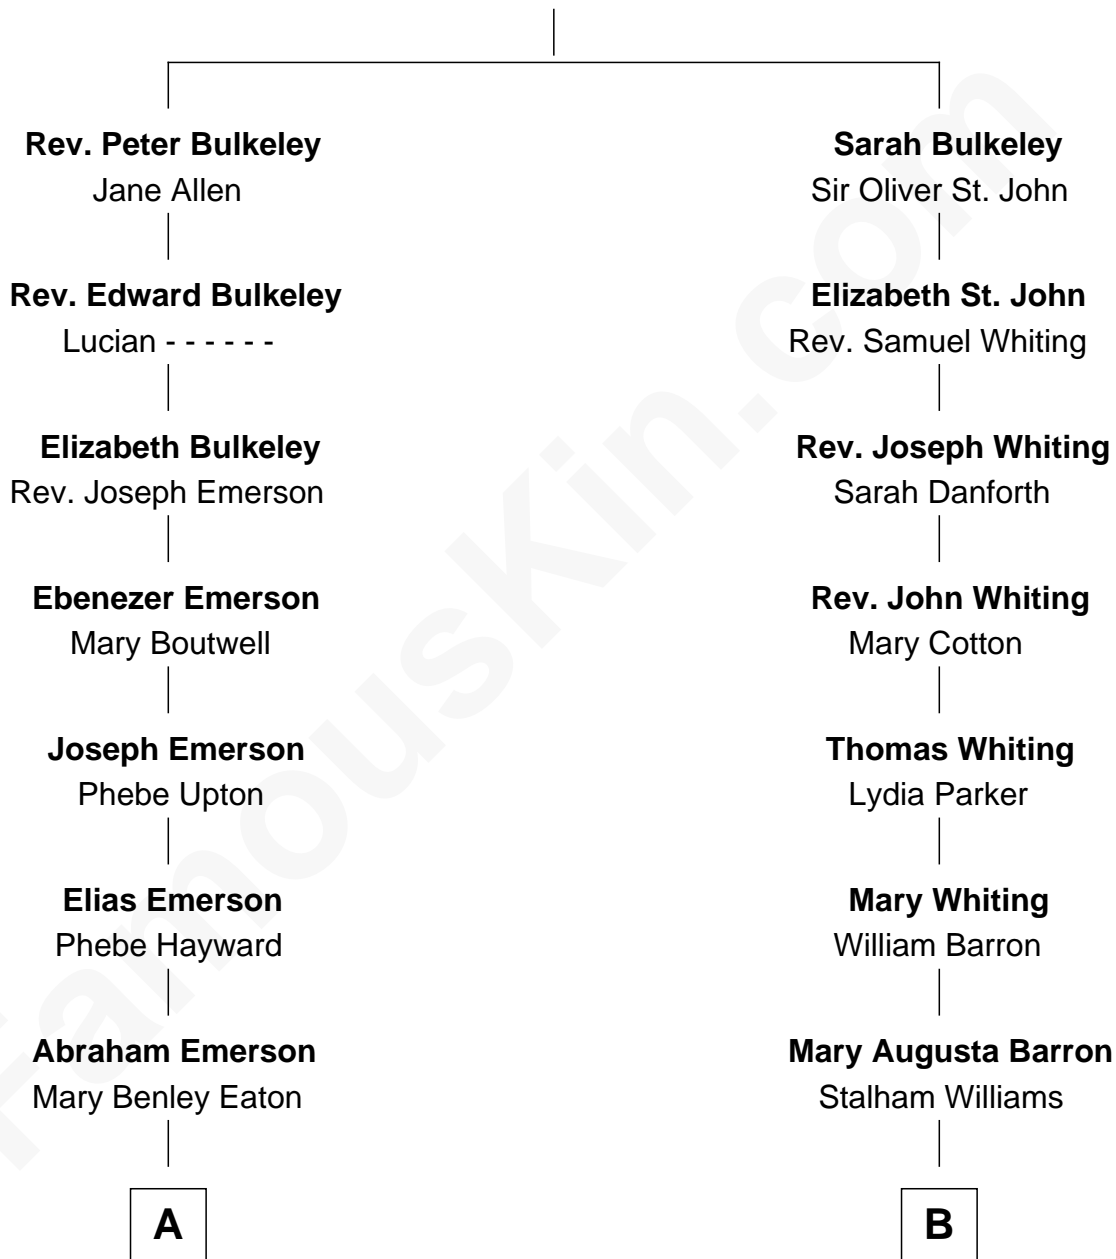 Rev. Peter Bulkeley
Jane Allen
Rev. Edward Bulkeley
Lucian - - - - - -
Elizabeth Bulkeley
Rev. Joseph Emerson
Ebenezer Emerson
Mary Boutwell
Joseph Emerson
Phebe Upton
Elias Emerson
Phebe Hayward
Abraham Emerson
Mary Benley Eaton
A
Sarah Bulkeley
Sir Oliver St. John
Elizabeth St. John
Rev. Samuel Whiting
Rev. Joseph Whiting
Sarah Danforth
Rev. John Whiting
Mary Cotton
Thomas Whiting
Lydia Parker
Mary Whiting
William Barron
Mary Augusta Barron
Stalham Williams
B
FamousKin.com